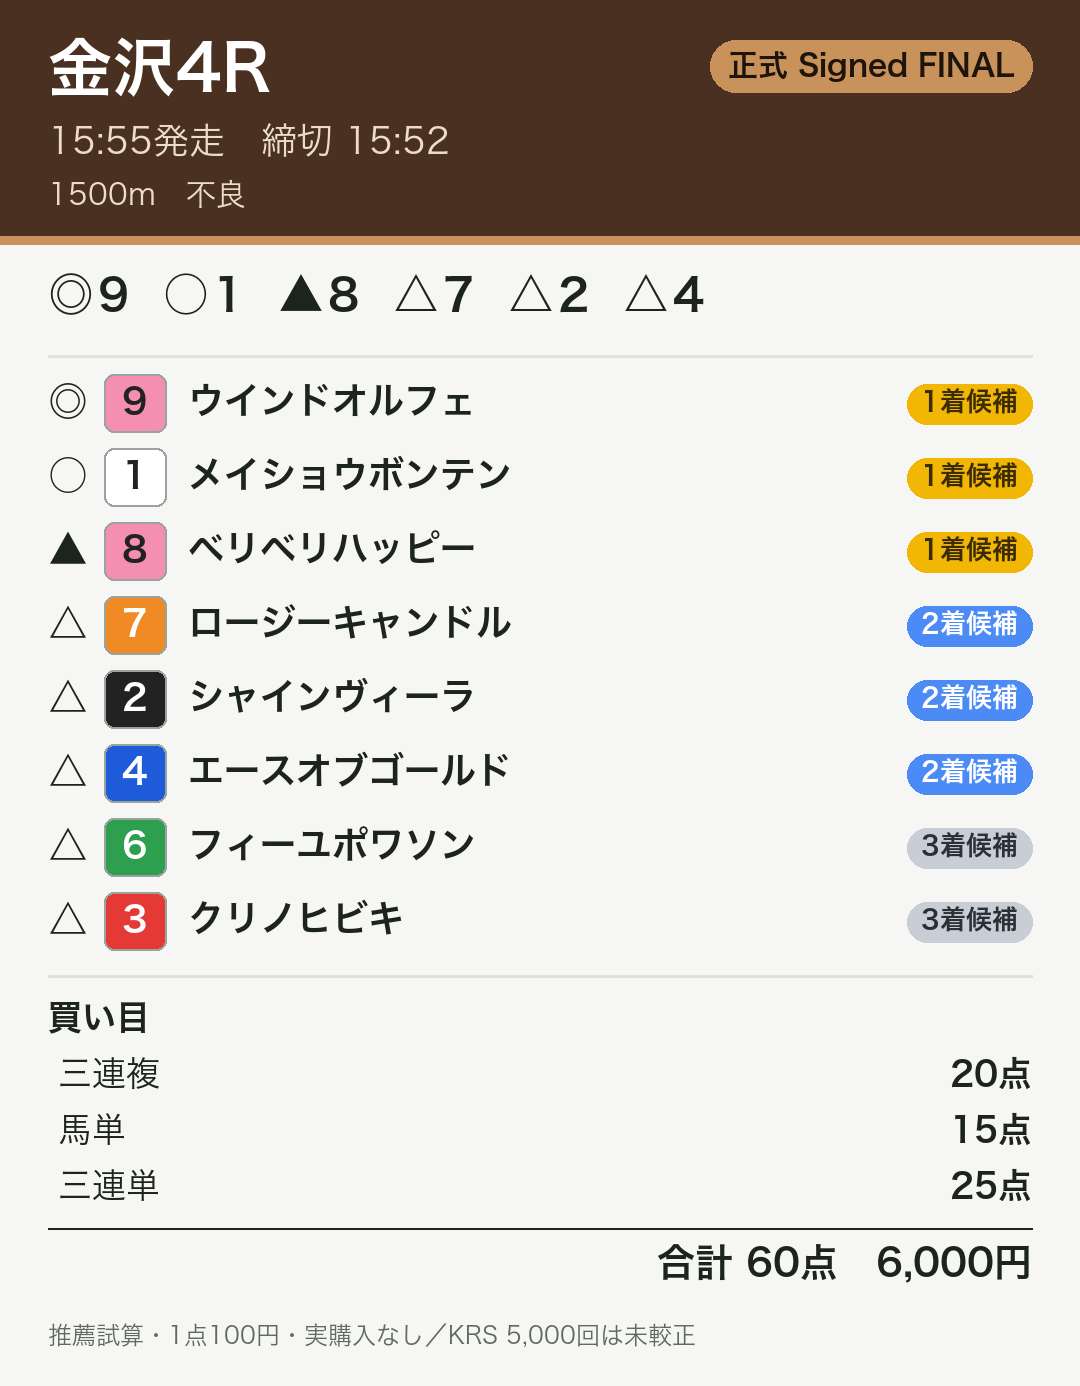 金沢4R
正式 Signed FINAL
15:55発走　締切 15:52
1500m　不良
◎9 ○1 ▲8 △7 △2 △4
◎ 9 ウインドオルフェ 1着候補
○ 1 メイショウボンテン 1着候補
▲ 8 ベリベリハッピー 1着候補
△ 7 ロージーキャンドル 2着候補
△ 2 シャインヴィーラ 2着候補
△ 4 エースオブゴールド 2着候補
△ 6 フィーユポワソン 3着候補
△ 3 クリノヒビキ 3着候補
買い目
三連複 20点
馬単 15点
三連単 25点
合計 60点　6,000円
推薦試算・1点100円・実購入なし／KRS 5,000回は未較正